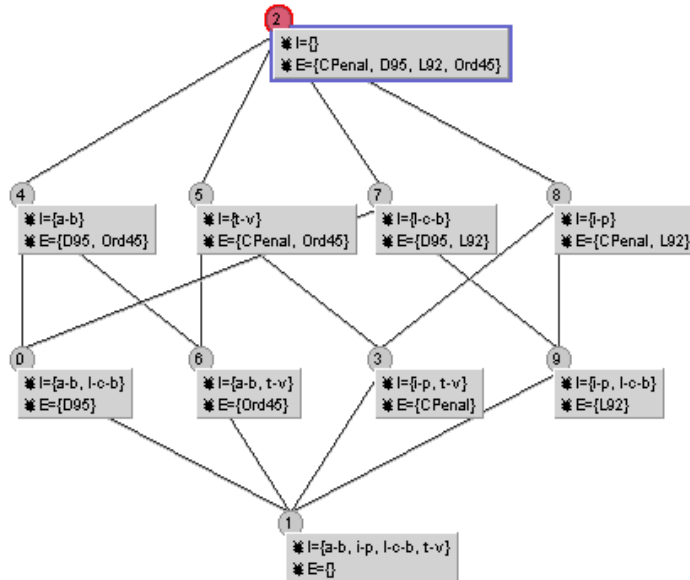 2
I={}
E={CPenal, D95, L92, Ord45}
4
I={a-b}
E={D95, Ord45}
5
I={t-v}
E={CPenal, Ord45}
7
I={l-c-b}
E={D95, L92}
8
I={i-p}
E={CPenal, L92}
0
I={a-b, l-c-b}
E={D95}
6
I={a-b, t-v}
E={Ord45}
3
I={i-p, t-v}
E={CPenal}
9
I={i-p, l-c-b}
E={L92}
1
I={a-b, i-p, l-c-b, t-v}
E={}